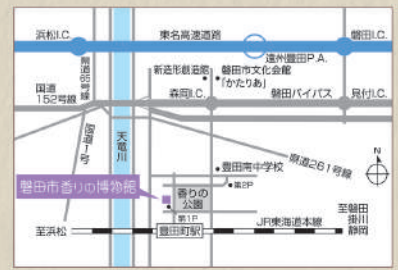 浜松I.C.
東名高速道路
磐田I.C.
遠州豊田P.A.
県道65号線
新造形創造館
磐田市文化会館
「かたりあ」
国道
152号線
森岡I.C.
磐田バイパス
見付I.C.
国道1号
天竜川
県道261号線
N
豊田南中学校
第2P
磐田市香りの博物館
香りの
公園
第1P
至磐田
掛川
静岡
至浜松
豊田町駅
JR東海道本線